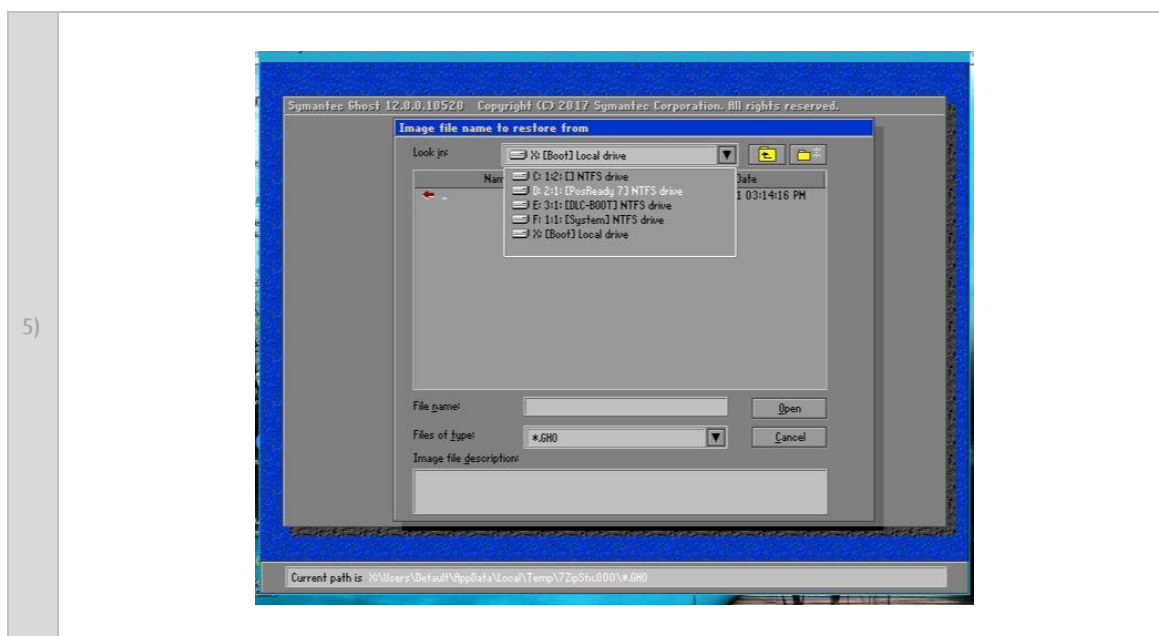 5)
Symantec Ghost 12.0.0.10520 Copyright (C) 2017 Symantec Corporation. All rights reserved.
Image file name to restore from
Look in: X: [Boot] Local drive
Date
C: 1:2: [] NTFS drive
D: 2:1: [PosReady 7] NTFS drive
1 03:14:16 PM
E: 3:1: [DLC-BOOT] NTFS drive
F: 1:1: [System] NTFS drive
X: [Boot] Local drive
File name:
Open
Files of type: *.GHO
Cancel
Image file description:
Current path is X:\Users\Default\AppData\Local\Temp\7ZipSfx.000\*.GHO